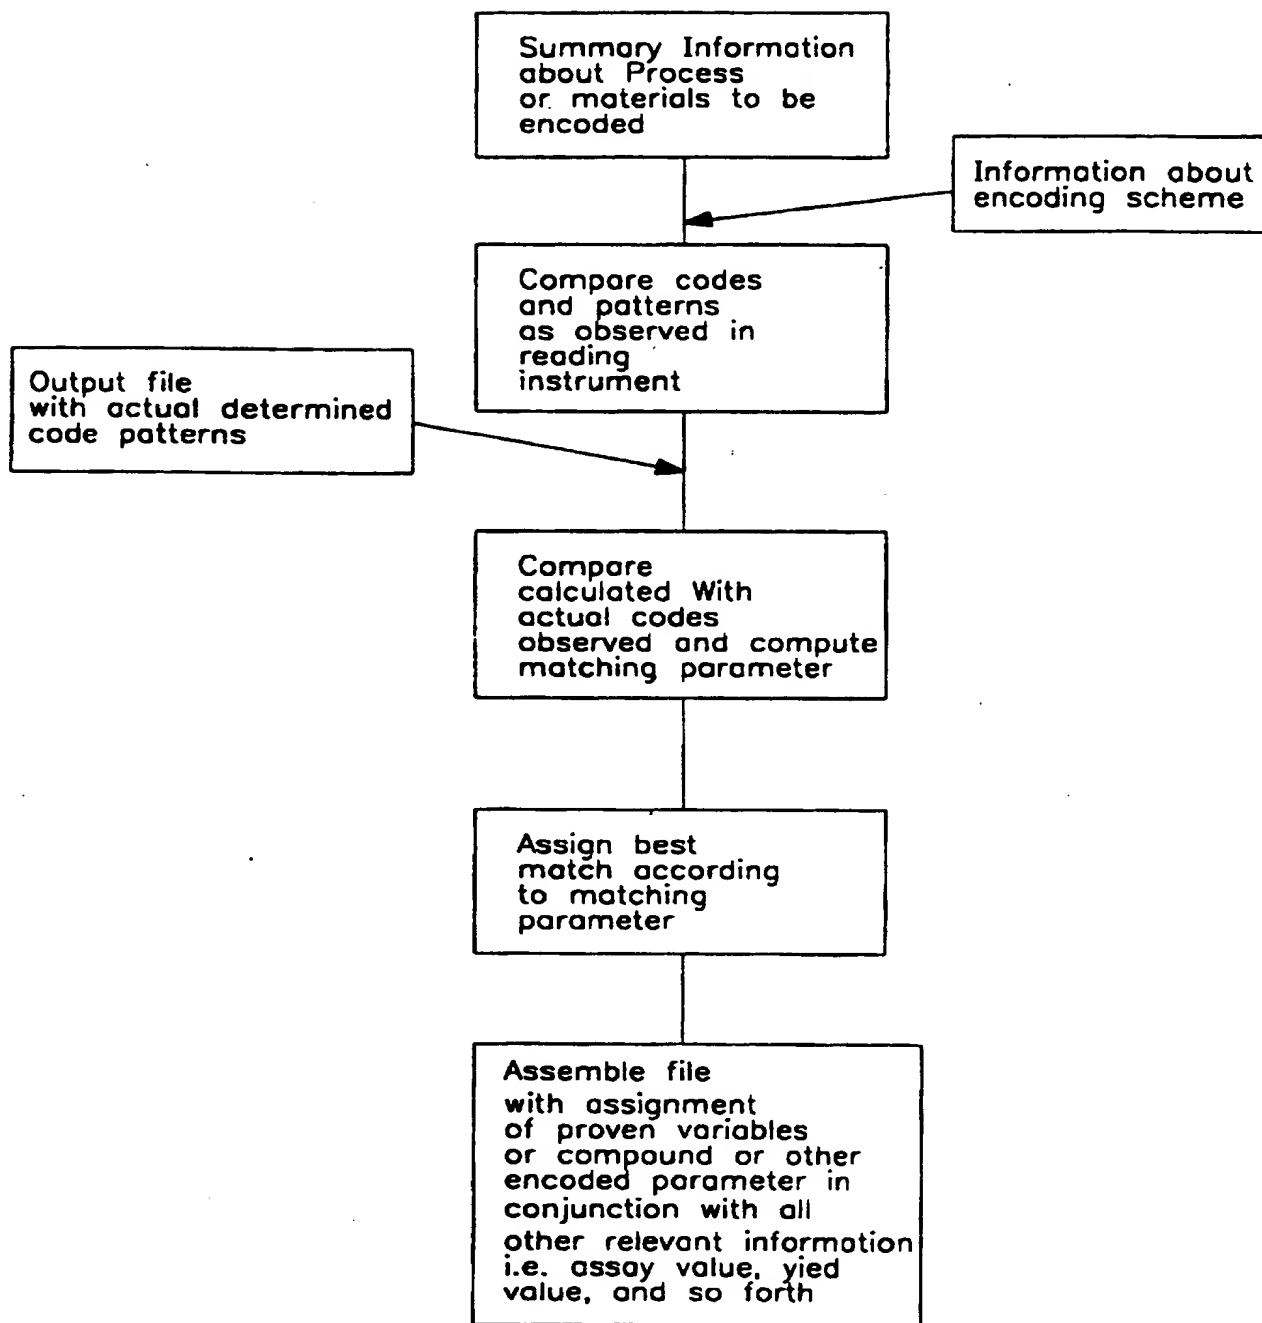 Summary Information
about Process
or materials to be
encoded
Information about
encoding scheme
Compare codes
and patterns
as observed in
reading
instrument
Output file
with actual determined
code patterns
Compare
calculated With
actual codes
observed and compute
matching parameter
Assign best
match according
to matching
parameter
Assemble file
with assignment
of proven variables
or compound or other
encoded parameter in
conjunction with all
other relevant information
i.e. assay value, yied
value, and so forth